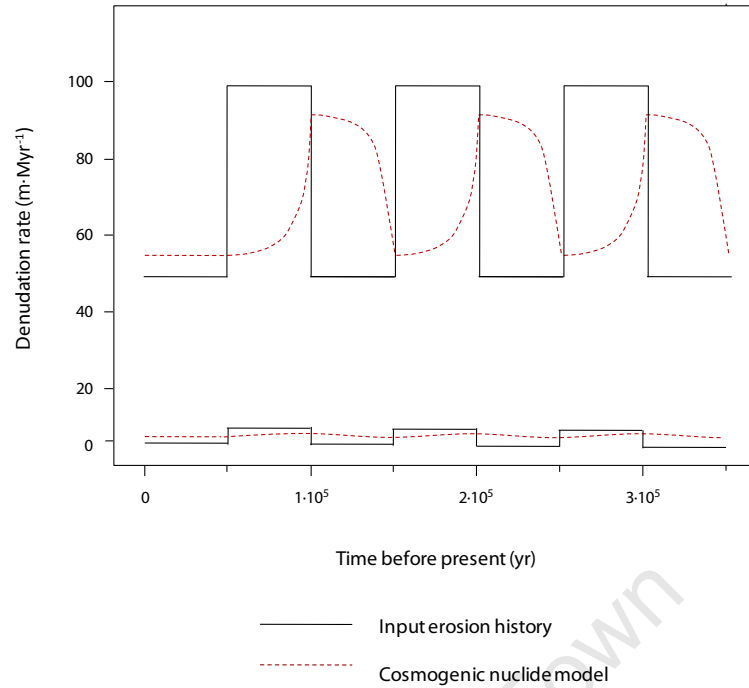 Denudation rate (m·Myr⁻¹)
100
80
60
40
20
0
0
1·10⁵
2·10⁵
3·10⁵
Time before present (yr)
Input erosion history
Cosmogenic nuclide model
own